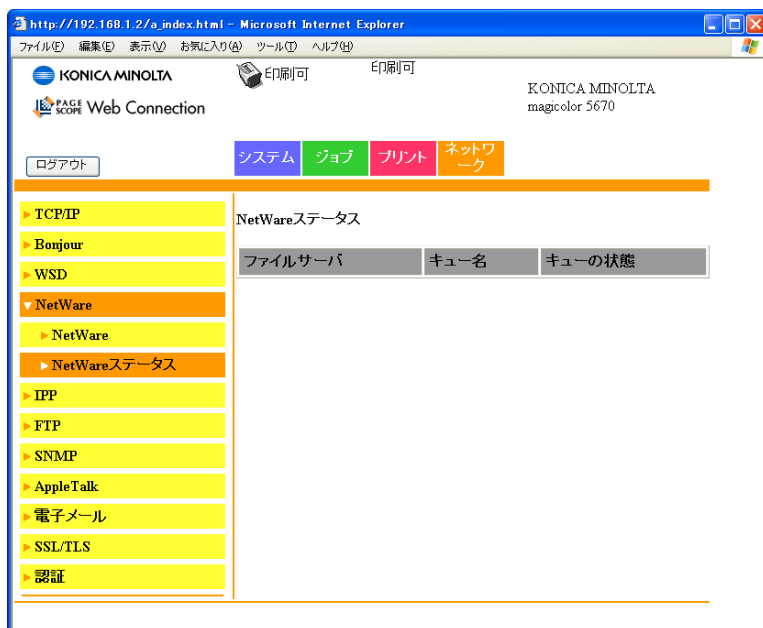 http://192.168.1.2/a_index.html - Microsoft Internet Explorer
ファイル(F) 編集(E) 表示(V) お気に入り(A) ツール(T) ヘルプ(H)
KONICA MINOLTA
印刷可
印刷可
KONICA MINOLTA
magicolor 5670
PAGE SCOPE Web Connection
ログアウト
システム
ジョブ
プリント
ネットワ
ーク
TCP/IP
Bonjour
WSD
NetWare
NetWare
NetWareステータス
IPP
FTP
SNMP
AppleTalk
電子メール
SSL/TLS
認証
NetWareステータス
ファイルサーバ キュー名 キューの状態